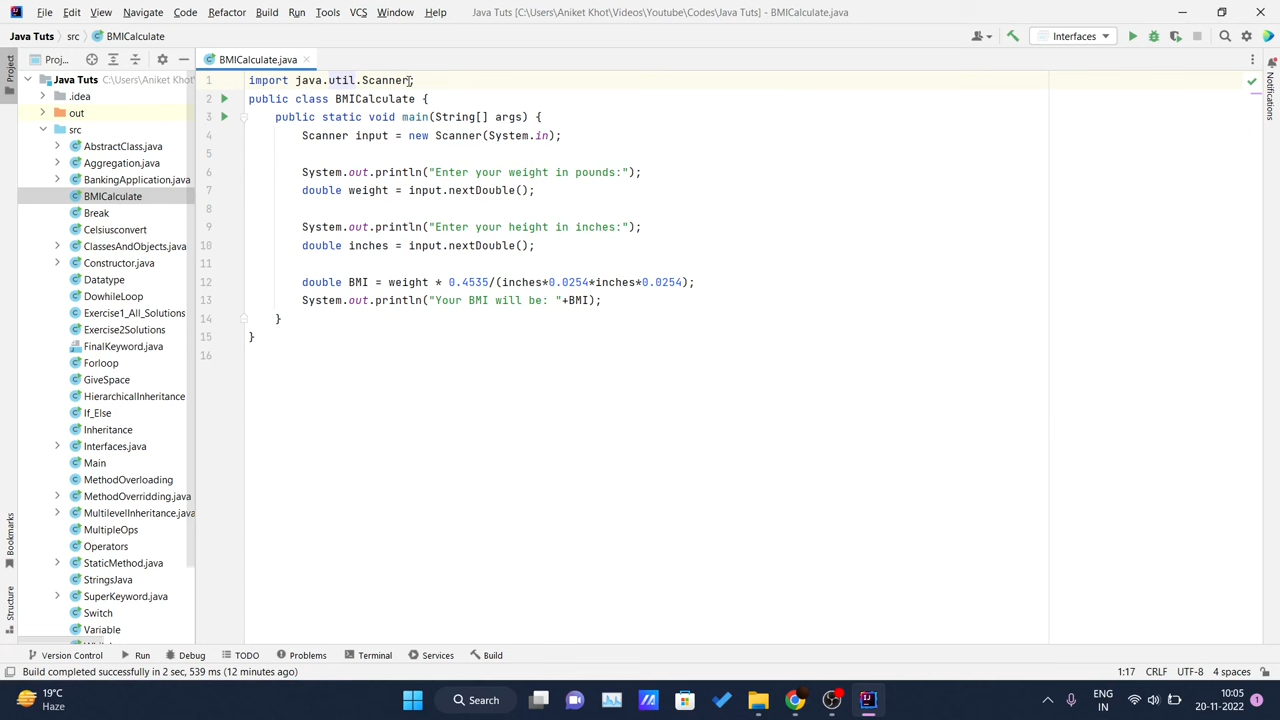 File Edit View Navigate Code Refactor Build Run Tools VCS Window Help Java Tuts [C:\Users\Aniket Khot\Videos\Youtube\Codes\Java Tuts] - BMICalculate.java
Java Tuts src BMICalculate Interfaces
Proj... BMICalculate.java
Project
Java Tuts C:\Users\Aniket Khot\
.idea
out
src
AbstractClass.java
Aggregation.java
BankingApplication.java
BMICalculate
Break
Celsiusconvert
ClassesAndObjects.java
Constructor.java
Datatype
DowhileLoop
Exercise1_All_Solutions
Exercise2Solutions
FinalKeyword.java
Forloop
GiveSpace
HierarchicalInheritance
If_Else
Inheritance
Interfaces.java
Main
MethodOverloading
MethodOverridding.java
MultilevelInheritance.java
MultipleOps
Operators
StaticMethod.java
StringsJava
SuperKeyword.java
Switch
Variable
Bookmarks
Structure
1 import java.util.Scanner;
2 public class BMICalculate {
3 public static void main(String[] args) {
4 Scanner input = new Scanner(System.in);
5
6 System.out.println("Enter your weight in pounds:");
7 double weight = input.nextDouble();
8
9 System.out.println("Enter your height in inches:");
10 double inches = input.nextDouble();
11
12 double BMI = weight * 0.4535/(inches*0.0254*inches*0.0254);
13 System.out.println("Your BMI will be: "+BMI);
14 }
15 }
16
Notifications
Version Control Run Debug TODO Problems Terminal Services Build
Build completed successfully in 2 sec, 539 ms (12 minutes ago) 1:17 CRLF UTF-8 4 spaces
19°C
Haze
Search
ENG
IN
10:05
20-11-2022
1